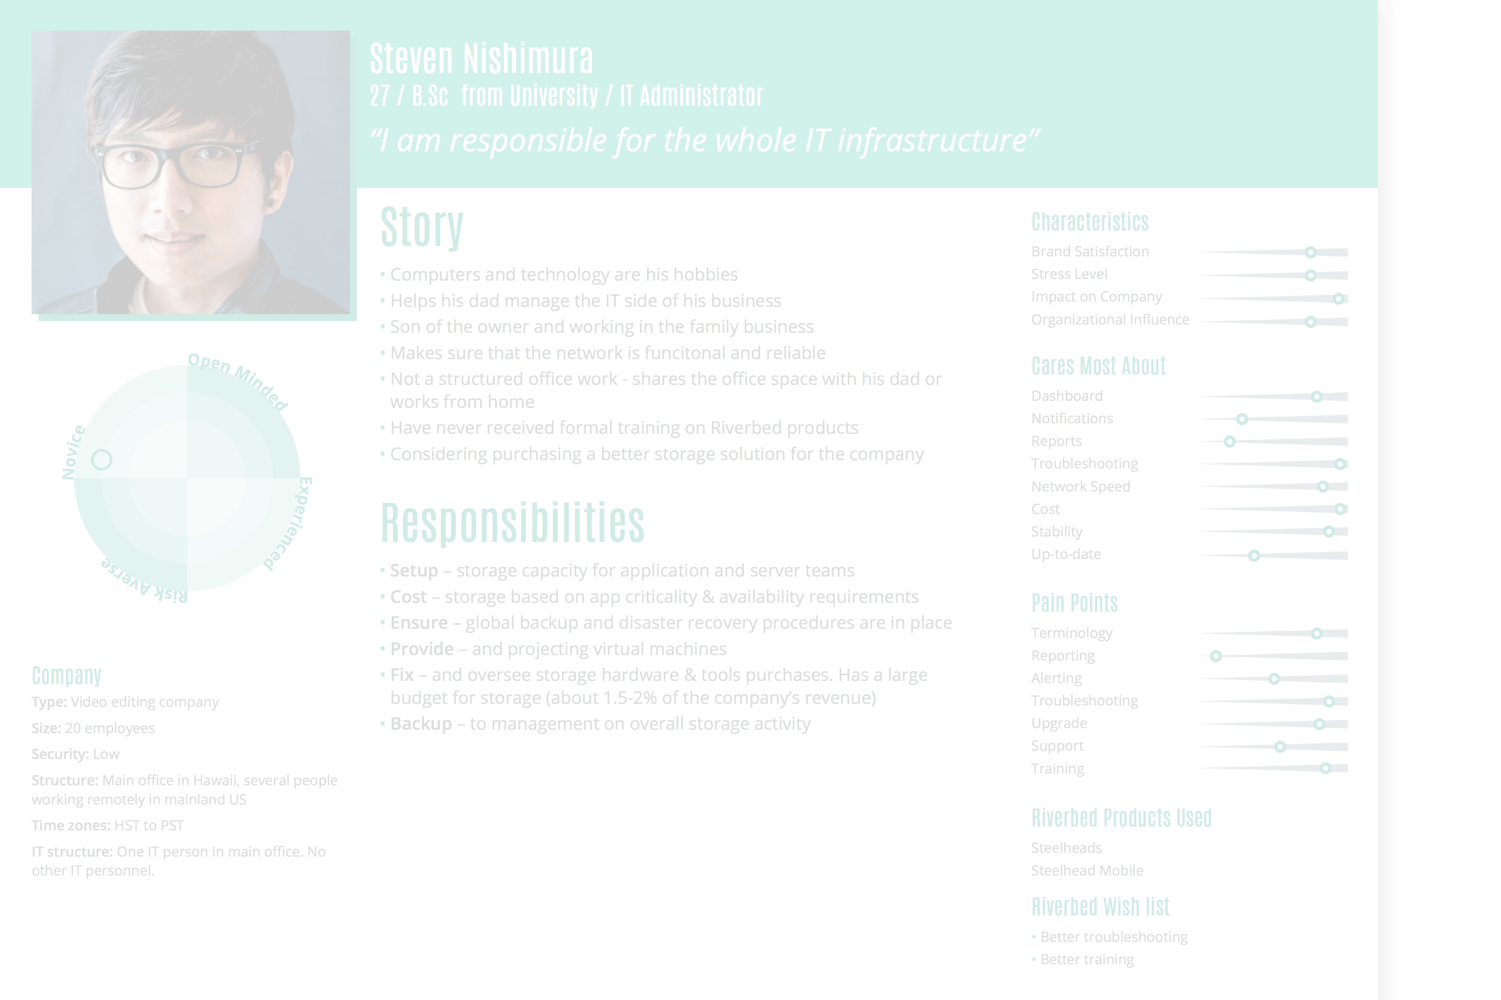 Steven Nishimura
27 / B.Sc from University / IT Administrator
“I am responsible for the whole IT infrastructure”
Open Minded
Experienced
Risk Averse
Novice
Company
Type: Video editing company
Size: 20 employees
Security: Low
Structure: Main office in Hawaii, several people
working remotely in mainland US
Time zones: HST to PST
IT structure: One IT person in main office. No
other IT personnel.
Story
• Computers and technology are his hobbies
• Helps his dad manage the IT side of his business
• Son of the owner and working in the family business
• Makes sure that the network is funcitonal and reliable
• Not a structured office work - shares the office space with his dad or
works from home
• Have never received formal training on Riverbed products
• Considering purchasing a better storage solution for the company
Responsibilities
• Setup – storage capacity for application and server teams
• Cost – storage based on app criticality & availability requirements
• Ensure – global backup and disaster recovery procedures are in place
• Provide – and projecting virtual machines
• Fix – and oversee storage hardware & tools purchases. Has a large
budget for storage (about 1.5-2% of the company’s revenue)
• Backup – to management on overall storage activity
Characteristics
Brand Satisfaction
Stress Level
Impact on Company
Organizational Influence
Cares Most About
Dashboard
Notifications
Reports
Troubleshooting
Network Speed
Cost
Stability
Up-to-date
Pain Points
Terminology
Reporting
Alerting
Troubleshooting
Upgrade
Support
Training
Riverbed Products Used
Steelheads
Steelhead Mobile
Riverbed Wish list
• Better troubleshooting
• Better training